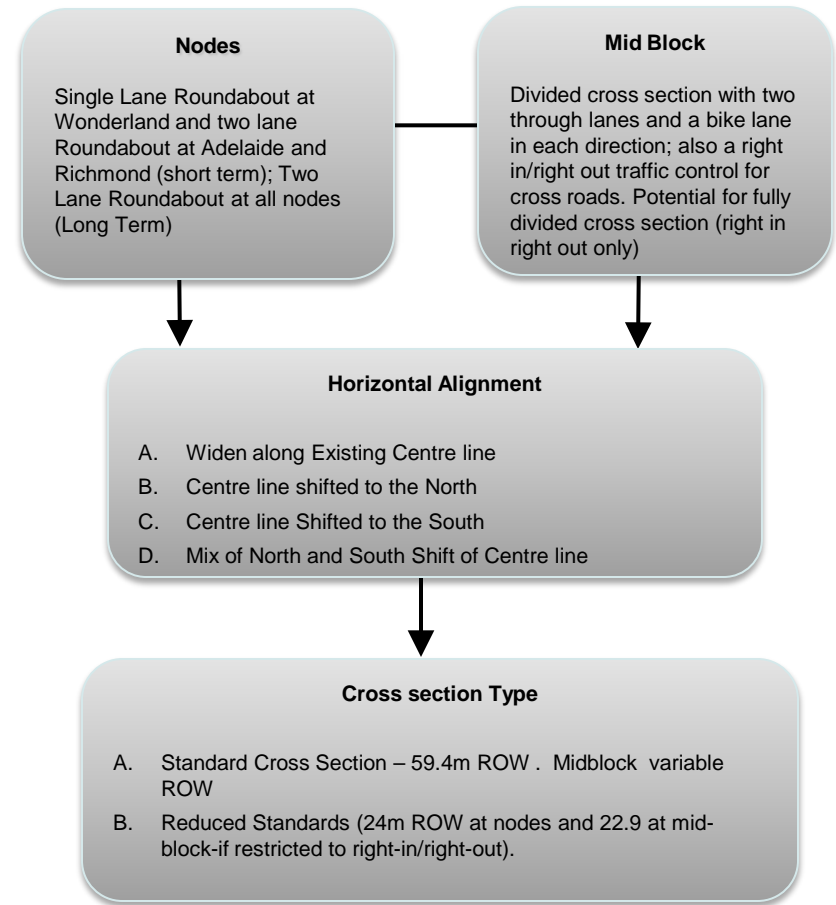 Nodes
Single Lane Roundabout at
Wonderland and two lane
Roundabout at Adelaide and
Richmond (short term); Two
Lane Roundabout at all nodes
(Long Term)
Mid Block
Divided cross section with two
through lanes and a bike lane
in each direction; also a right
in/right out traffic control for
cross roads. Potential for fully
divided cross section (right in
right out only)
Horizontal Alignment
A. Widen along Existing Centre line
B. Centre line shifted to the North
C. Centre line Shifted to the South
D. Mix of North and South Shift of Centre line
Cross section Type
A. Standard Cross Section – 59.4m ROW . Midblock variable
ROW
B. Reduced Standards (24m ROW at nodes and 22.9 at mid-
block-if restricted to right-in/right-out).